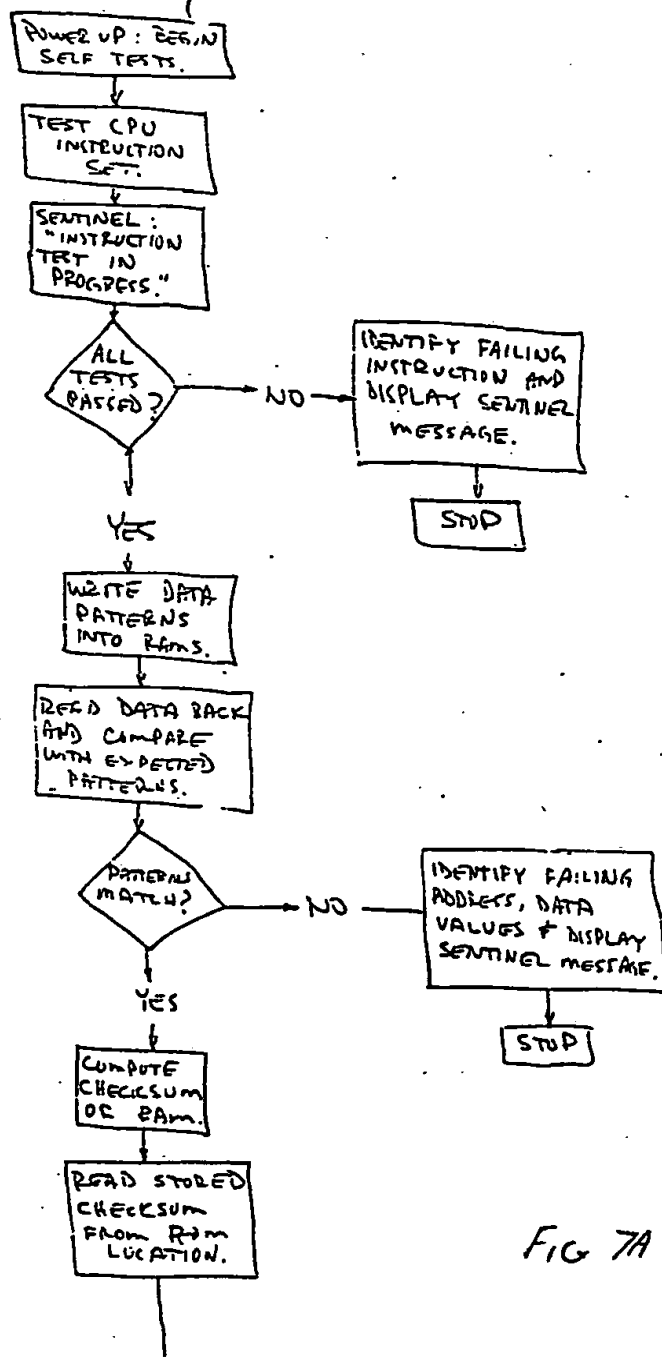 POWER UP: BEGIN
SELF TESTS.
TEST CPU
INSTRUCTION
SET.
SENTINEL:
"INSTRUCTION
TEST IN
PROGRESS."
ALL
TESTS
PASSED?
NO
IDENTIFY FAILING
INSTRUCTION AND
DISPLAY SENTINEL
MESSAGE.
STOP
YES
WRITE DATA
PATTERNS
INTO RAMS.
READ DATA BACK
AND COMPARE
WITH EXPECTED
PATTERNS.
PATTERNS
MATCH?
NO
IDENTIFY FAILING
ADDRESS, DATA
VALUES & DISPLAY
SENTINEL MESSAGE.
STOP
YES
COMPUTE
CHECKSUM
OF RAM.
READ STORED
CHECKSUM
FROM ROM
LOCATION.
FIG 7A